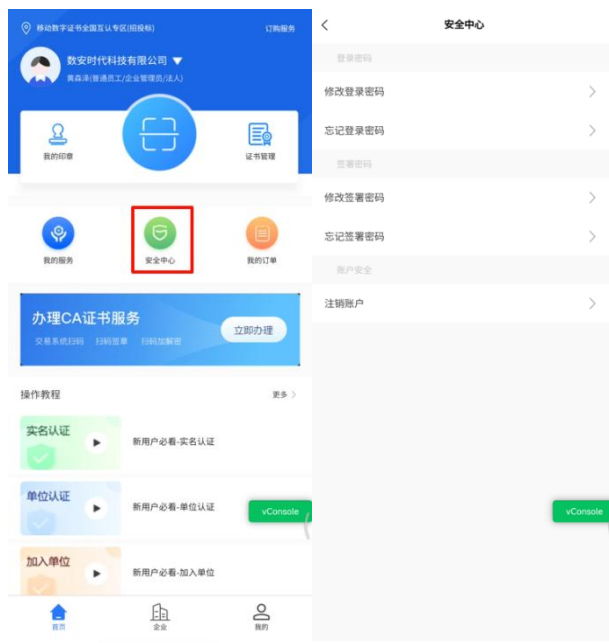 移动数字证书全国互认专区(招投标)
订购服务
数安时代科技有限公司
黄森泽(普通员工/企业管理员/法人)
我的印章
证书管理
我的服务
安全中心
我的订单
办理CA证书服务
交易系统扫码 扫码签章 扫码加解密
立即办理
操作教程
更多
实名认证
新用户必看-实名认证
单位认证
新用户必看-单位认证
vConsole
加入单位
新用户必看-加入单位
首页
企业
我的
安全中心
登录密码
修改登录密码
忘记登录密码
签署密码
修改签署密码
忘记签署密码
账户安全
注销账户
vConsole